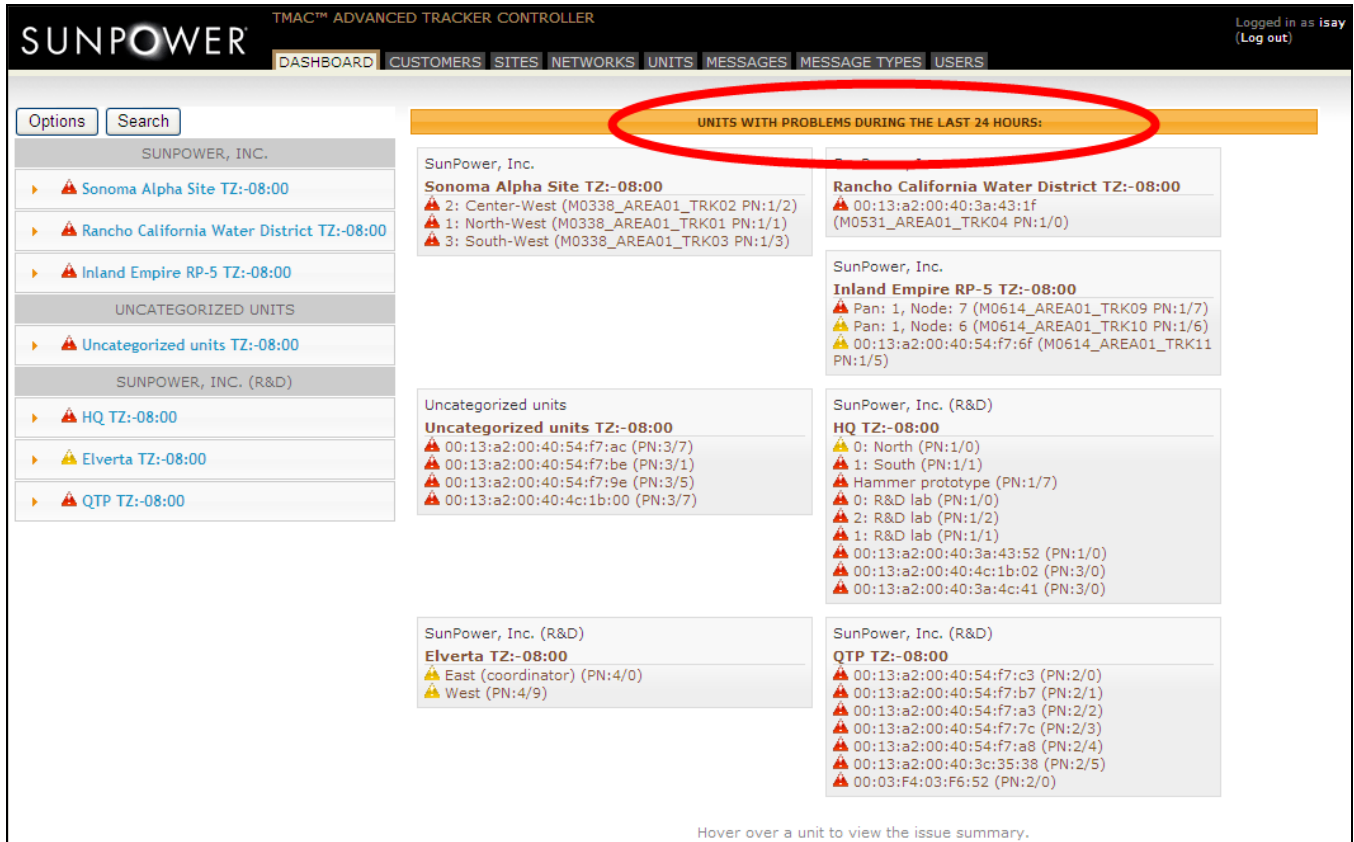 SUNPOWER
TMAC™ ADVANCED TRACKER CONTROLLER
Logged in as isay
(Log out)
DASHBOARD CUSTOMERS SITES NETWORKS UNITS MESSAGES MESSAGE TYPES USERS
Options Search
SUNPOWER, INC.
Sonoma Alpha Site TZ:-08:00
Rancho California Water District TZ:-08:00
Inland Empire RP-5 TZ:-08:00
UNCATEGORIZED UNITS
Uncategorized units TZ:-08:00
SUNPOWER, INC. (R&D)
HQ TZ:-08:00
Elverta TZ:-08:00
QTP TZ:-08:00
UNITS WITH PROBLEMS DURING THE LAST 24 HOURS:
SunPower, Inc.
Sonoma Alpha Site TZ:-08:00
2: Center-West (M0338_AREA01_TRK02 PN:1/2)
1: North-West (M0338_AREA01_TRK01 PN:1/1)
3: South-West (M0338_AREA01_TRK03 PN:1/3)
Rancho California Water District TZ:-08:00
00:13:a2:00:40:3a:43:1f
(M0531_AREA01_TRK04 PN:1/0)
SunPower, Inc.
Inland Empire RP-5 TZ:-08:00
Pan: 1, Node: 7 (M0614_AREA01_TRK09 PN:1/7)
Pan: 1, Node: 6 (M0614_AREA01_TRK10 PN:1/6)
00:13:a2:00:40:54:f7:6f (M0614_AREA01_TRK11
PN:1/5)
Uncategorized units
Uncategorized units TZ:-08:00
00:13:a2:00:40:54:f7:ac (PN:3/7)
00:13:a2:00:40:54:f7:be (PN:3/1)
00:13:a2:00:40:54:f7:9e (PN:3/5)
00:13:a2:00:40:4c:1b:00 (PN:3/7)
SunPower, Inc. (R&D)
HQ TZ:-08:00
0: North (PN:1/0)
1: South (PN:1/1)
Hammer prototype (PN:1/7)
0: R&D lab (PN:1/0)
2: R&D lab (PN:1/2)
1: R&D lab (PN:1/1)
00:13:a2:00:40:3a:43:52 (PN:1/0)
00:13:a2:00:40:4c:1b:02 (PN:3/0)
00:13:a2:00:40:3a:4c:41 (PN:3/0)
SunPower, Inc. (R&D)
Elverta TZ:-08:00
East (coordinator) (PN:4/0)
West (PN:4/9)
SunPower, Inc. (R&D)
QTP TZ:-08:00
00:13:a2:00:40:54:f7:c3 (PN:2/0)
00:13:a2:00:40:54:f7:b7 (PN:2/1)
00:13:a2:00:40:54:f7:a3 (PN:2/2)
00:13:a2:00:40:54:f7:7c (PN:2/3)
00:13:a2:00:40:54:f7:a8 (PN:2/4)
00:13:a2:00:40:3c:35:38 (PN:2/5)
00:03:F4:03:F6:52 (PN:2/0)
Hover over a unit to view the issue summary.